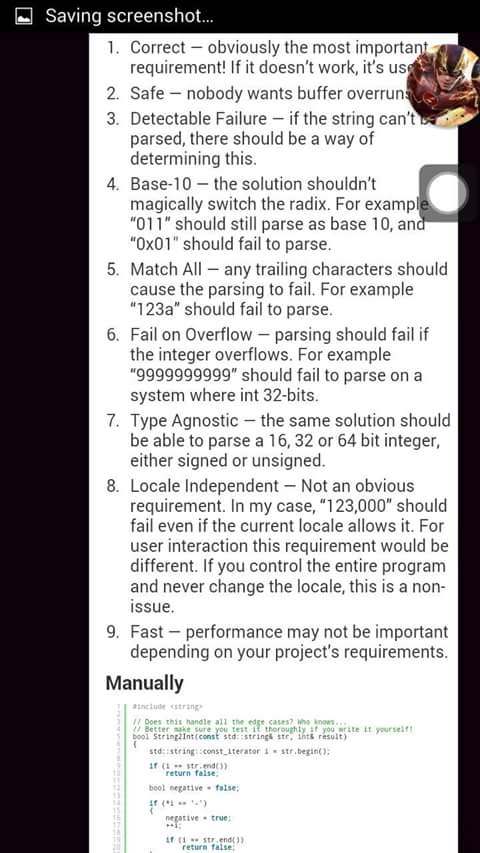 Saving screenshot...
1. Correct — obviously the most important
requirement! If it doesn't work, it's
2. Safe — nobody wants buffer
3. Detectable Failure — if the string can't
parsed, there should be a way of
determining this.
4. Base-10 — the solution shouldn't
magically switch the radix. For example
“011” should still parse as base 10, and
“0x01" should fail to parse.
5. Match All — any trailing characters should
cause the parsing to fail. For example
“123a” should fail to parse.
6. Fail on Overflow — parsing should fail if
the integer overflows. For example
“9999999999” should fail to parse on a
system where int 32-bits.
7. Type Agnostic — the same solution should
be able to parse a 16, 32 or 64 bit integer,
either signed or unsigned.
8. Locale Independent — Not an obvious
requirement. In my case, “123,000” should
fail even if the current locale allows it. For
user interaction this requirement would be
different. If you control the entire program
and never change the locale, this is a non-
issue.
9. Fast — performance may not be important
depending on your project's requirements.
Manually
1 #include <string>
2
3 // Does this handle all the edge cases? Who knows...
4 // Better make sure you test it thoroughly if you write it yourself!
5 bool String2Int(const std::string& str, int& result)
6 {
7 std::string::const_iterator i = str.begin();
8
9 if (i == str.end())
10 return false;
11
12 bool negative = false;
13
14 if (*i == '-')
15 {
16 negative = true;
17 ++i;
18
19 if (i == str.end())
20 return false;